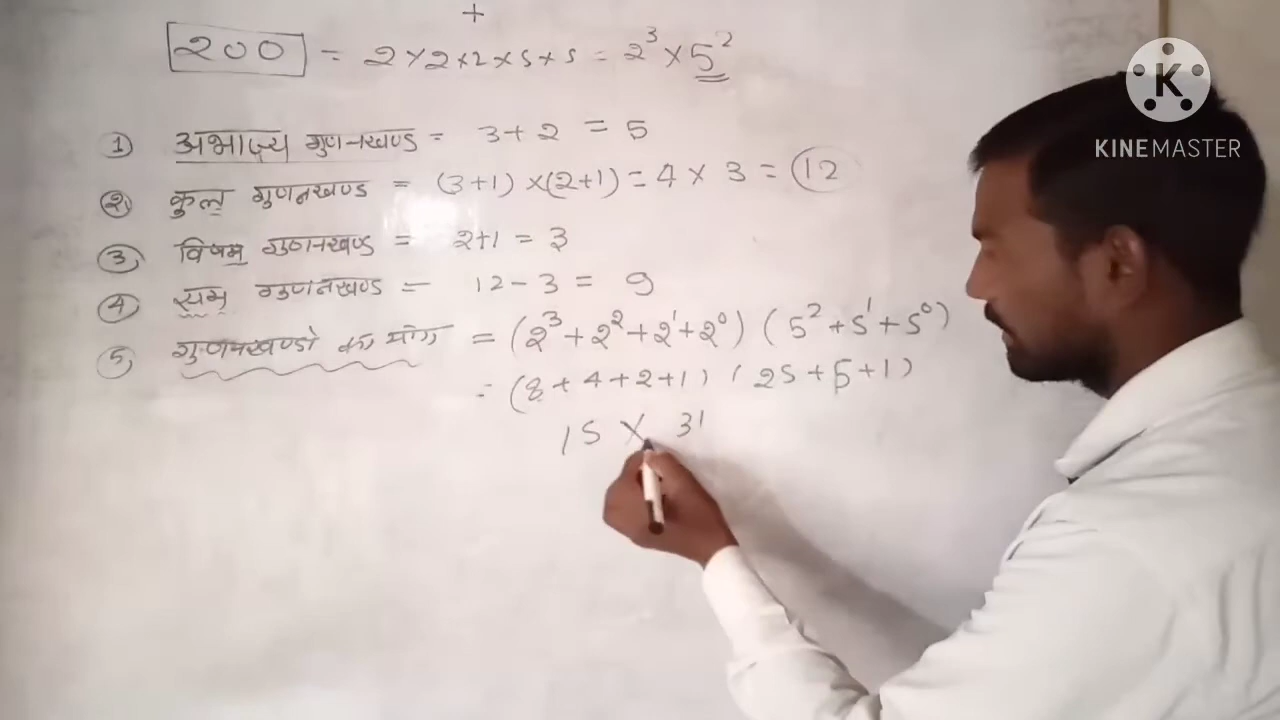 +
200 = 2×2×2×5×5 = 2³ × 5²
① अभाज्य गुणनखण्ड = 3+2 = 5
② कुल गुणनखण्ड = (3+1) ×(2+1) = 4 × 3 = 12
③ विषम गुणनखण्ड = 2+1 = 3
④ सम गुणनखण्ड = 12 - 3 = 9
⑤ गुणनखण्डो का योग = (2³ + 2² + 2¹ + 2⁰) (5² + 5¹ + 5⁰)
= (8 + 4 + 2 + 1) (25 + 5 + 1)
15 × 31
K
KINEMASTER